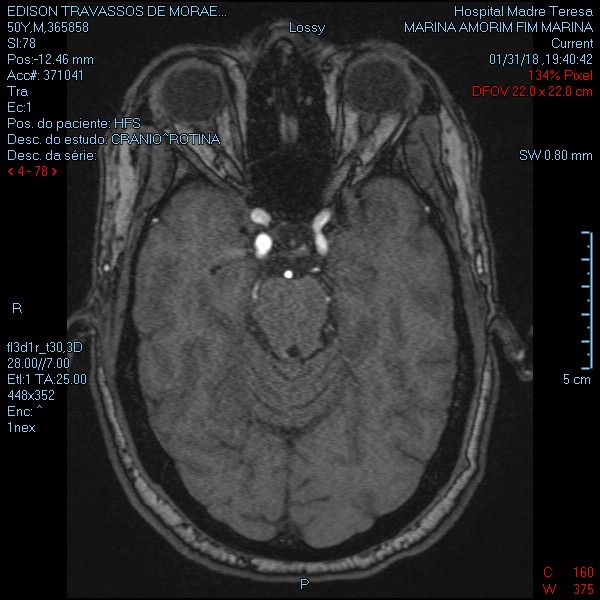 EDISON TRAVASSOS DE MORAE...
50Y,M,365858
SI:78
Pos:-12.46 mm
Acc#: 371041
Tra
Ec:1
Pos. do paciente: HFS
Desc. do estudo: CRANIO^ROTINA
Desc. da série:
< 4 - 78 >
Lossy
Hospital Madre Teresa
MARINA AMORIM FIM MARINA
Current
01/31/18 ,19:40:42
134% Pixel
DFOV 22.0 x 22.0 cm
SW 0.80 mm
R
fl3d1r_t30,3D
28.00//7.00
Etl:1 TA:25.00
448x352
Enc: ^
1nex
5 cm
P
C 160
W 375